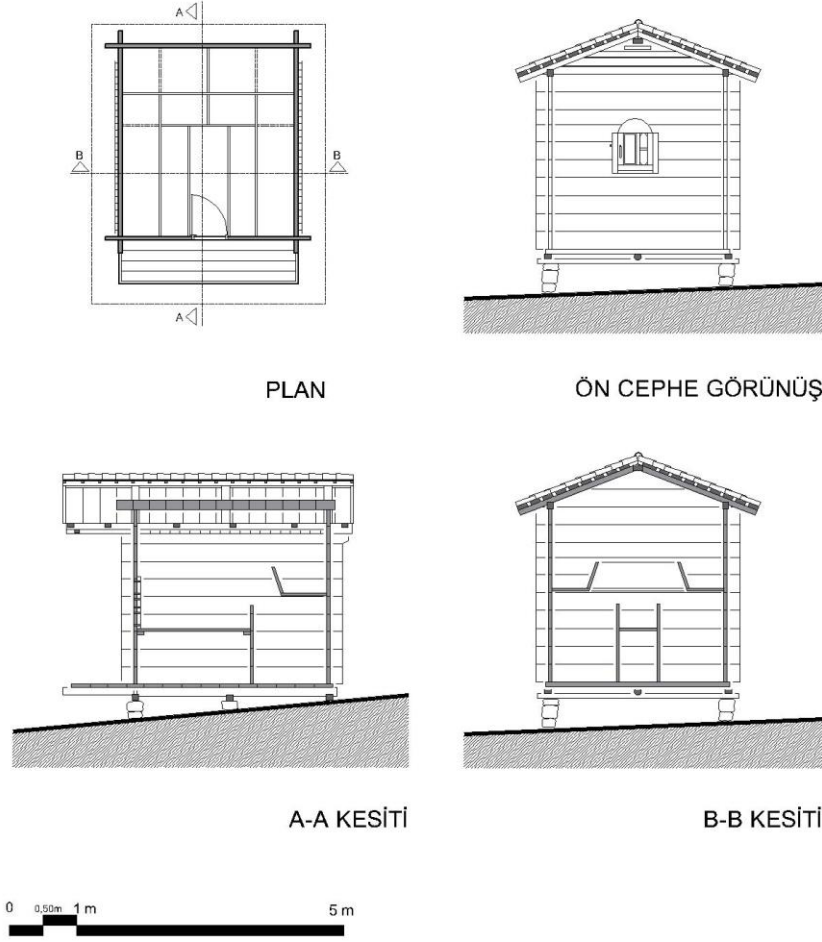 A
B B
A
PLAN
ÖN CEPHE GÖRÜNÜŞ
A-A KESİTİ
B-B KESİTİ
0 0,50m 1 m 5 m